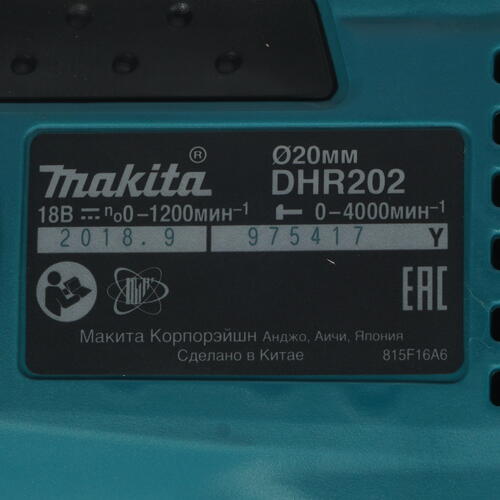 makita ® Ø20мм
DHR202
18В n₀0-1200мин⁻¹ 0-4000мин⁻¹
2018.9 975417 Y
EAC
Макита Корпорэйшн Анджо, Аичи, Япония
Сделано в Китае 815F16A6